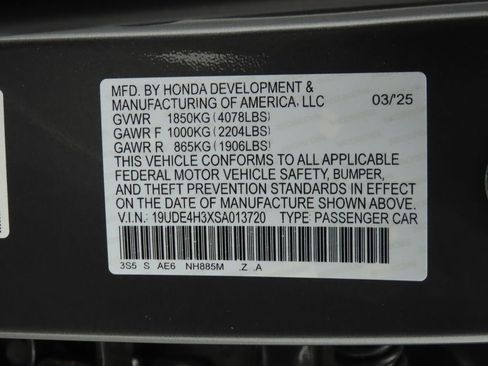 MFD. BY HONDA DEVELOPMENT &
MANUFACTURING OF AMERICA, LLC 03/25
GVWR 1850KG (4078LBS)
GAWR F 1000KG (2204LBS)
GAWR R 865KG (1906LBS)
THIS VEHICLE CONFORMS TO ALL APPLICABLE
FEDERAL MOTOR VEHICLE SAFETY, BUMPER,
AND THEFT PREVENTION STANDARDS IN EFFECT
ON THE DATE OF MANUFACTURE SHOWN ABOVE.
V.I.N.: 19UDE4H3XSA013720 TYPE: PASSENGER CAR
3S5 S AE6 NH885M .Z .A